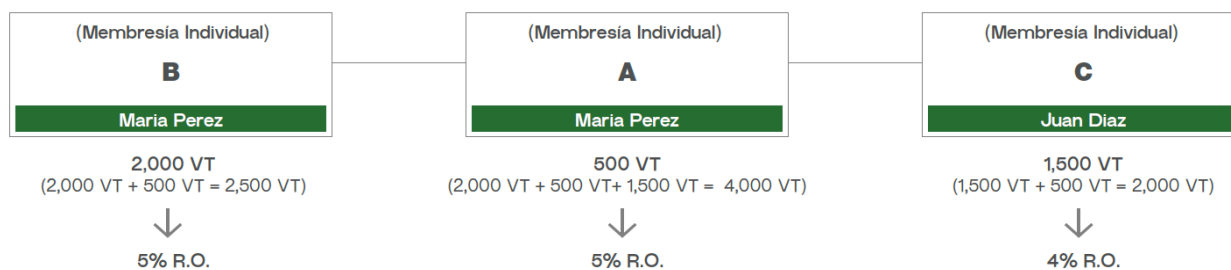 (Membresía Individual)
B
Maria Perez
2,000 VT
(2,000 VT + 500 VT = 2,500 VT)
5% R.O.
(Membresía Individual)
A
Maria Perez
500 VT
(2,000 VT + 500 VT+ 1,500 VT =  4,000 VT)
5% R.O.
(Membresía Individual)
C
Juan Diaz
1,500 VT
(1,500 VT + 500 VT = 2,000 VT)
4% R.O.